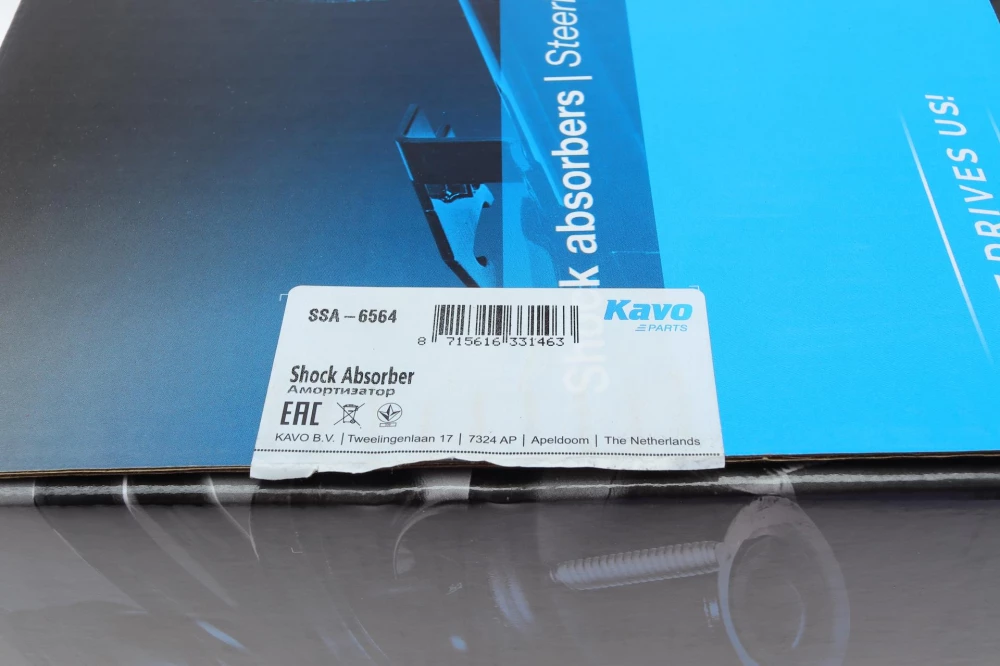 Shock absorbers | Steeri
DRIVES US!
SSA-6564
8 715616 331463
Kavo
PARTS
Shock Absorber
Амортизатор
EAC
KAVO B.V. | Tweelingenlaan 17 | 7324 AP | Apeldoorn | The Netherlands